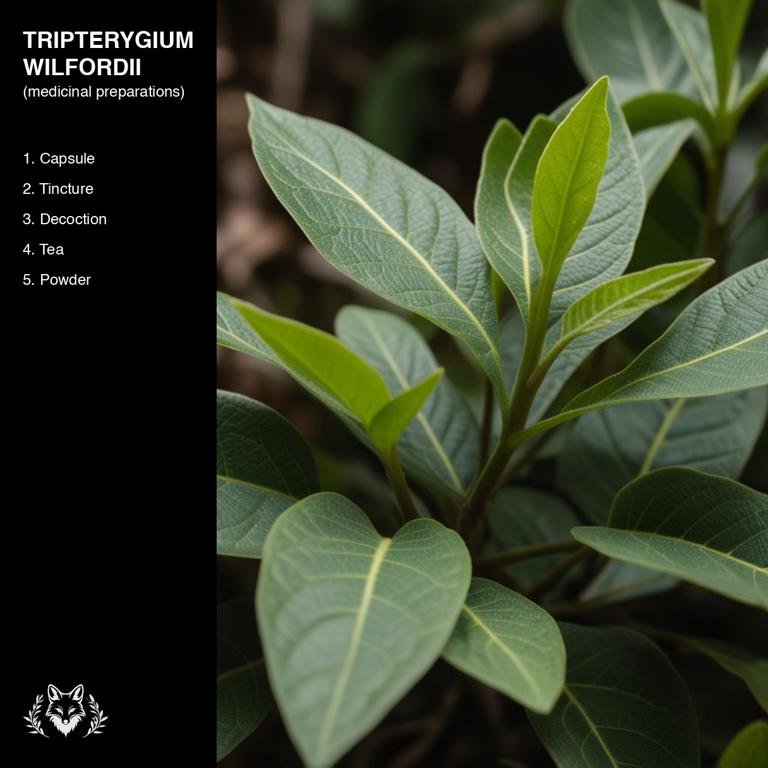 TRIPTERYGIUM
WILFORDII
(medicinal preparations)
1. Capsule
2. Tincture
3. Decoction
4. Tea
5. Powder